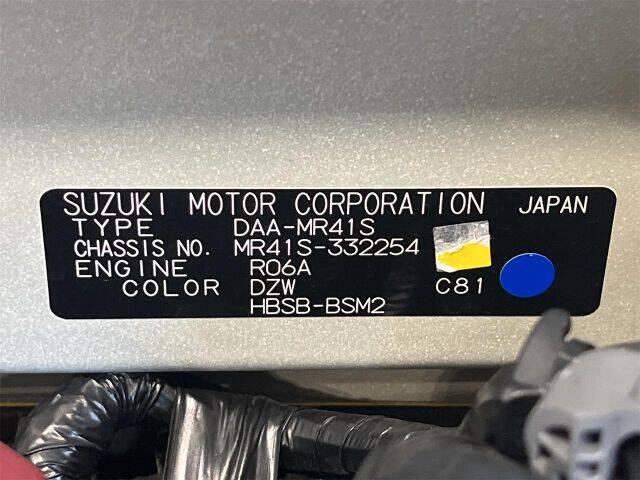 SUZUKI MOTOR CORPORATION JAPAN
TYPE DAA-MR41S
CHASSIS NO. MR41S-332254
ENGINE R06A
COLOR DZW C81
HBSB-BSM2